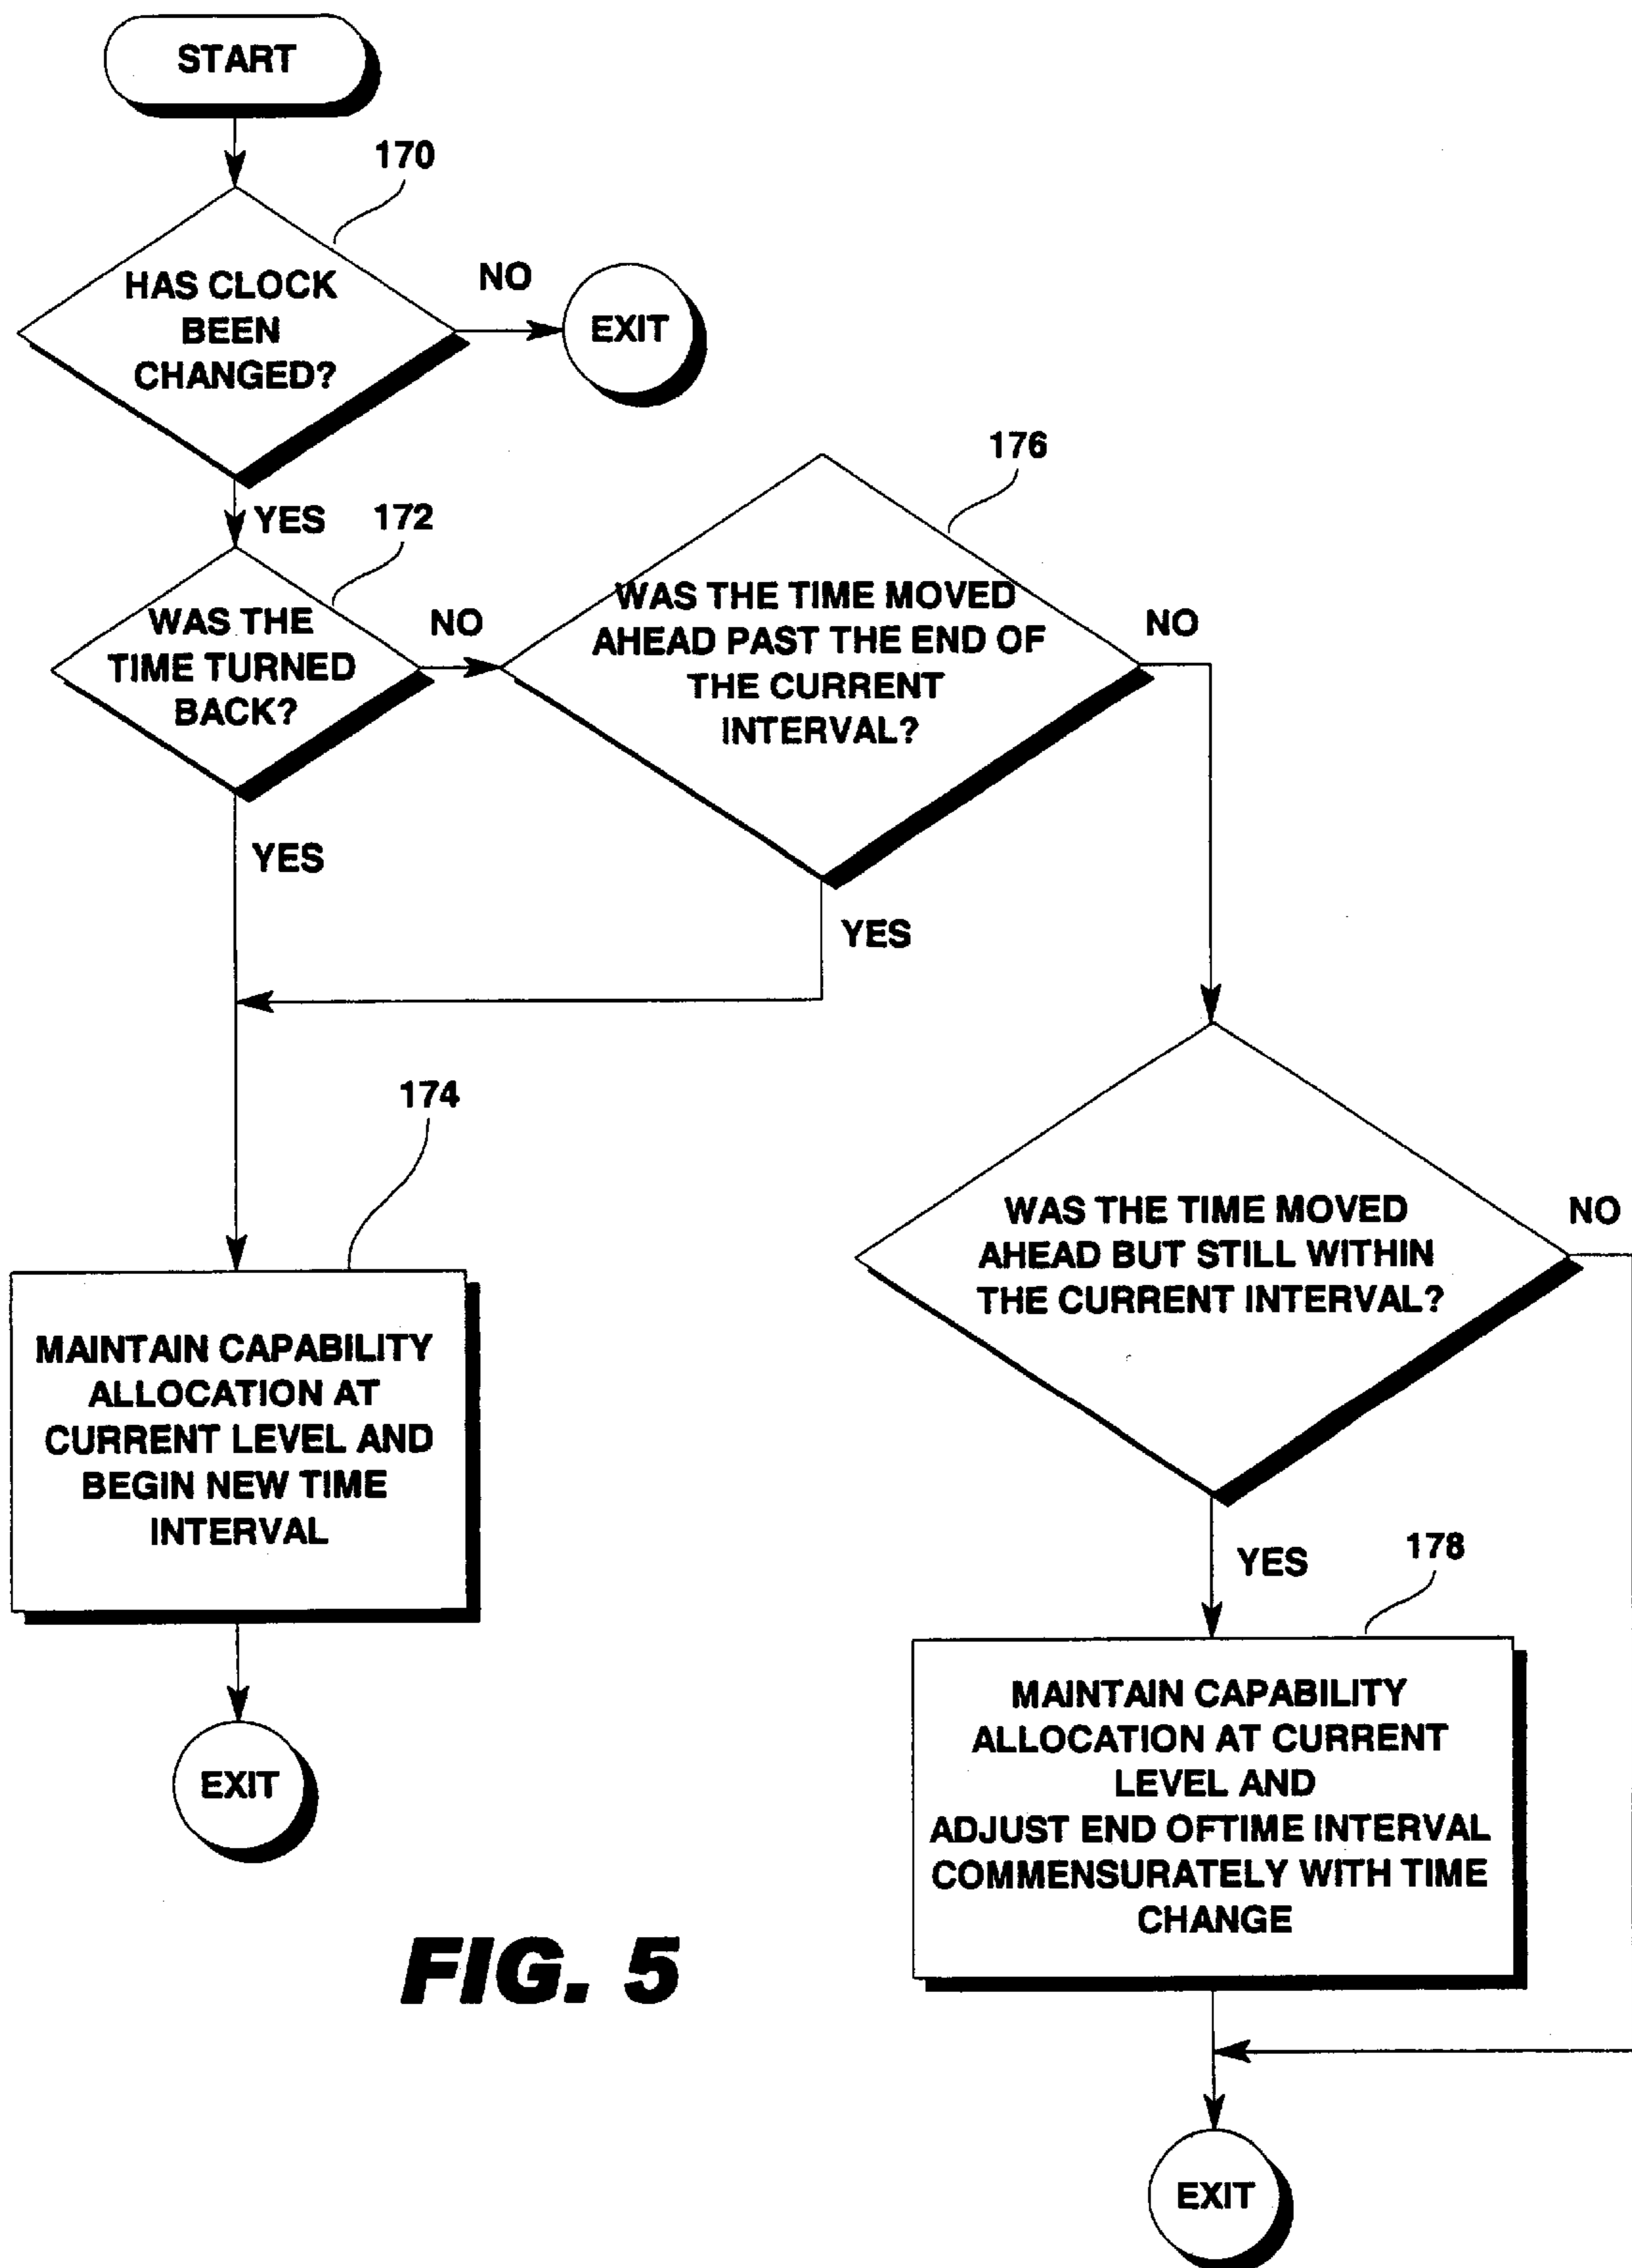 START
170
HAS CLOCK
BEEN
CHANGED?
NO
EXIT
YES
172
WAS THE
TIME TURNED
BACK?
NO
176
WAS THE TIME MOVED
AHEAD PAST THE END OF
THE CURRENT
INTERVAL?
NO
YES
YES
174
MAINTAIN CAPABILITY
ALLOCATION AT
CURRENT LEVEL AND
BEGIN NEW TIME
INTERVAL
EXIT
WAS THE TIME MOVED
AHEAD BUT STILL WITHIN
THE CURRENT INTERVAL?
NO
YES
178
MAINTAIN CAPABILITY
ALLOCATION AT CURRENT
LEVEL AND
ADJUST END OFTIME INTERVAL
COMMENSURATELY WITH TIME
CHANGE
EXIT
FIG. 5